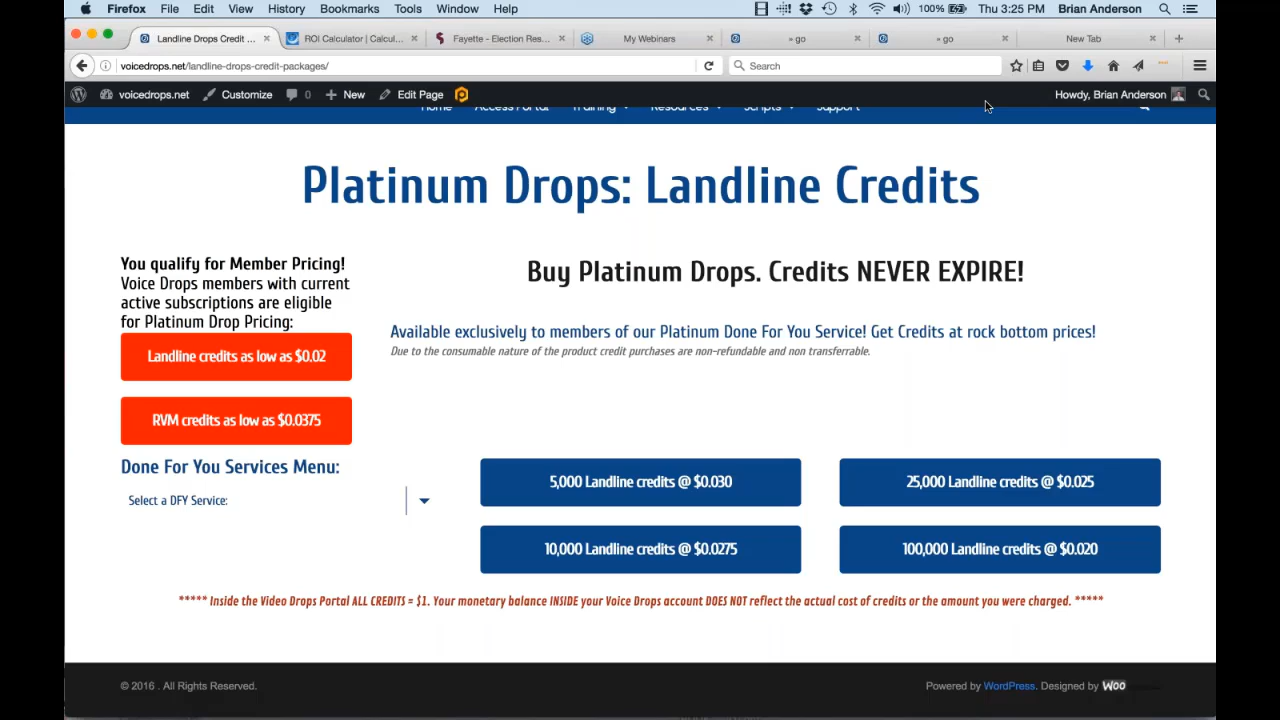 Firefox File Edit View History Bookmarks Tools Window Help 100% Thu 3:25 PM Brian Anderson
Landline Drops Credit ... × ROI Calculator | Calcul... × Fayette - Election Res... × My Webinars × » go × » go × New Tab × +
voicedrops.net/landline-drops-credit-packages/ Search
voicedrops.net Customize 0 + New Edit Page Howdy, Brian Anderson
Home Access Portal Training Resources Scripts Support
Platinum Drops: Landline Credits
You qualify for Member Pricing!
Voice Drops members with current
active subscriptions are eligible
for Platinum Drop Pricing:
Landline credits as low as $0.02
RVM credits as low as $0.0375
Done For You Services Menu:
Select a DFY Service:
Buy Platinum Drops. Credits NEVER EXPIRE!
Available exclusively to members of our Platinum Done For You Service! Get Credits at rock bottom prices!
Due to the consumable nature of the product credit purchases are non-refundable and non transferrable.
5,000 Landline credits @ $0.030
25,000 Landline credits @ $0.025
10,000 Landline credits @ $0.0275
100,000 Landline credits @ $0.020
***** Inside the Video Drops Portal ALL CREDITS = $1. Your monetary balance INSIDE your Voice Drops account DOES NOT reflect the actual cost of credits or the amount you were charged. *****
© 2016 . All Rights Reserved.
Powered by WordPress. Designed by WOO